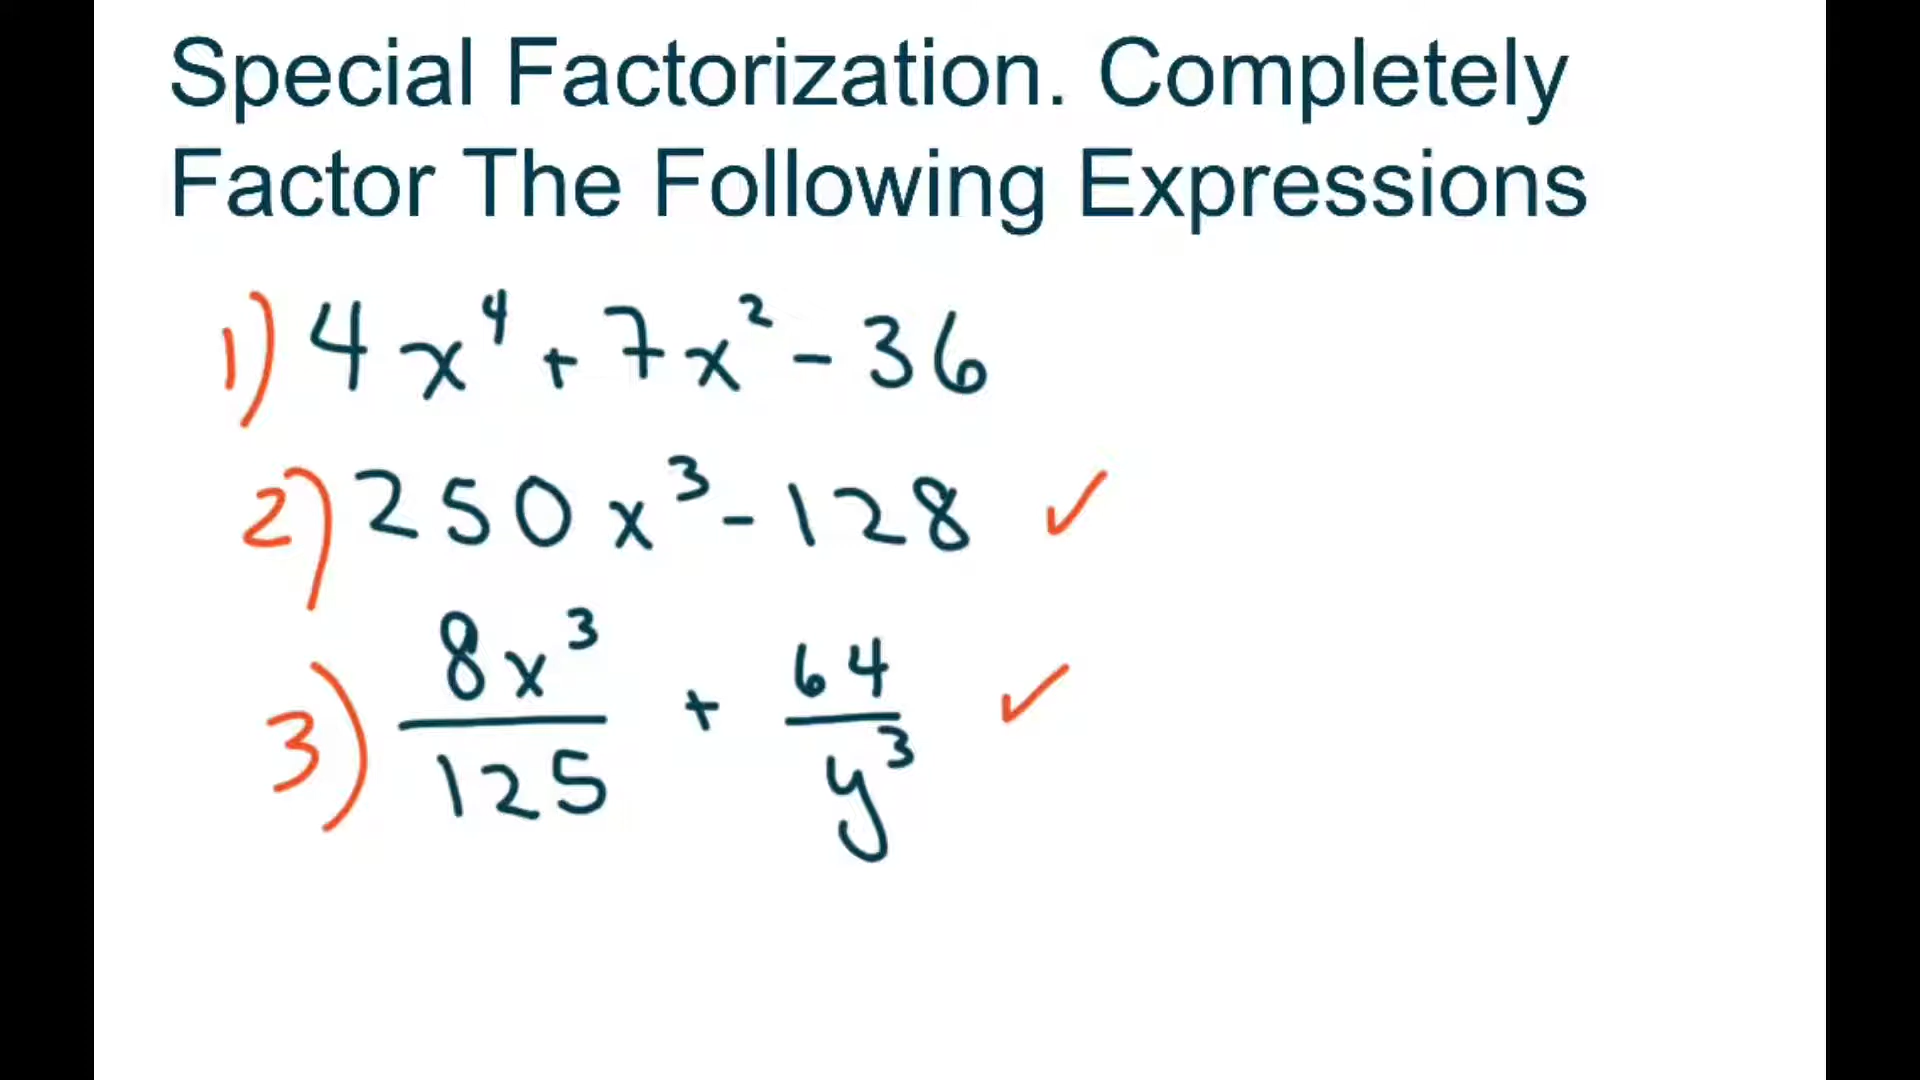 Special Factorization. Completely
Factor The Following Expressions
1) 4x⁴ + 7x² - 36
2) 250x³ - 128 ✓
3) 8x³/125 + 64/y³ ✓